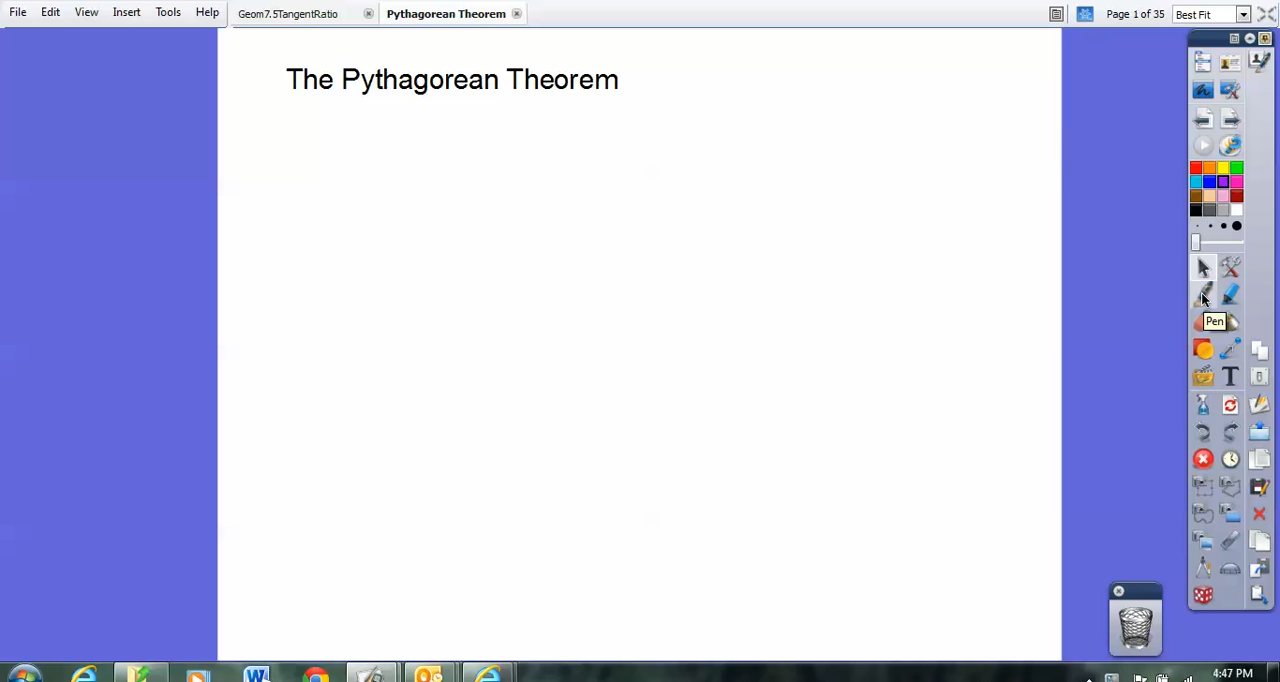 File Edit View Insert Tools Help Geom7.5TangentRatio Pythagorean Theorem Page 1 of 35 Best Fit
The Pythagorean Theorem
Pen
T
4:47 PM